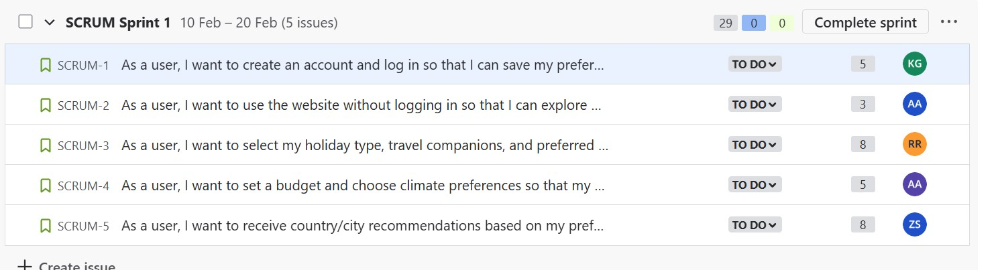 SCRUM Sprint 1 10 Feb – 20 Feb (5 issues) 29 0 0 Complete sprint ···
SCRUM-1 As a user, I want to create an account and log in so that I can save my prefer... TO DO 5 KG
SCRUM-2 As a user, I want to use the website without logging in so that I can explore ... TO DO 3 AA
SCRUM-3 As a user, I want to select my holiday type, travel companions, and preferred ... TO DO 8 RR
SCRUM-4 As a user, I want to set a budget and choose climate preferences so that my ... TO DO 5 AA
SCRUM-5 As a user, I want to receive country/city recommendations based on my pref... TO DO 8 ZS
+ Create issue